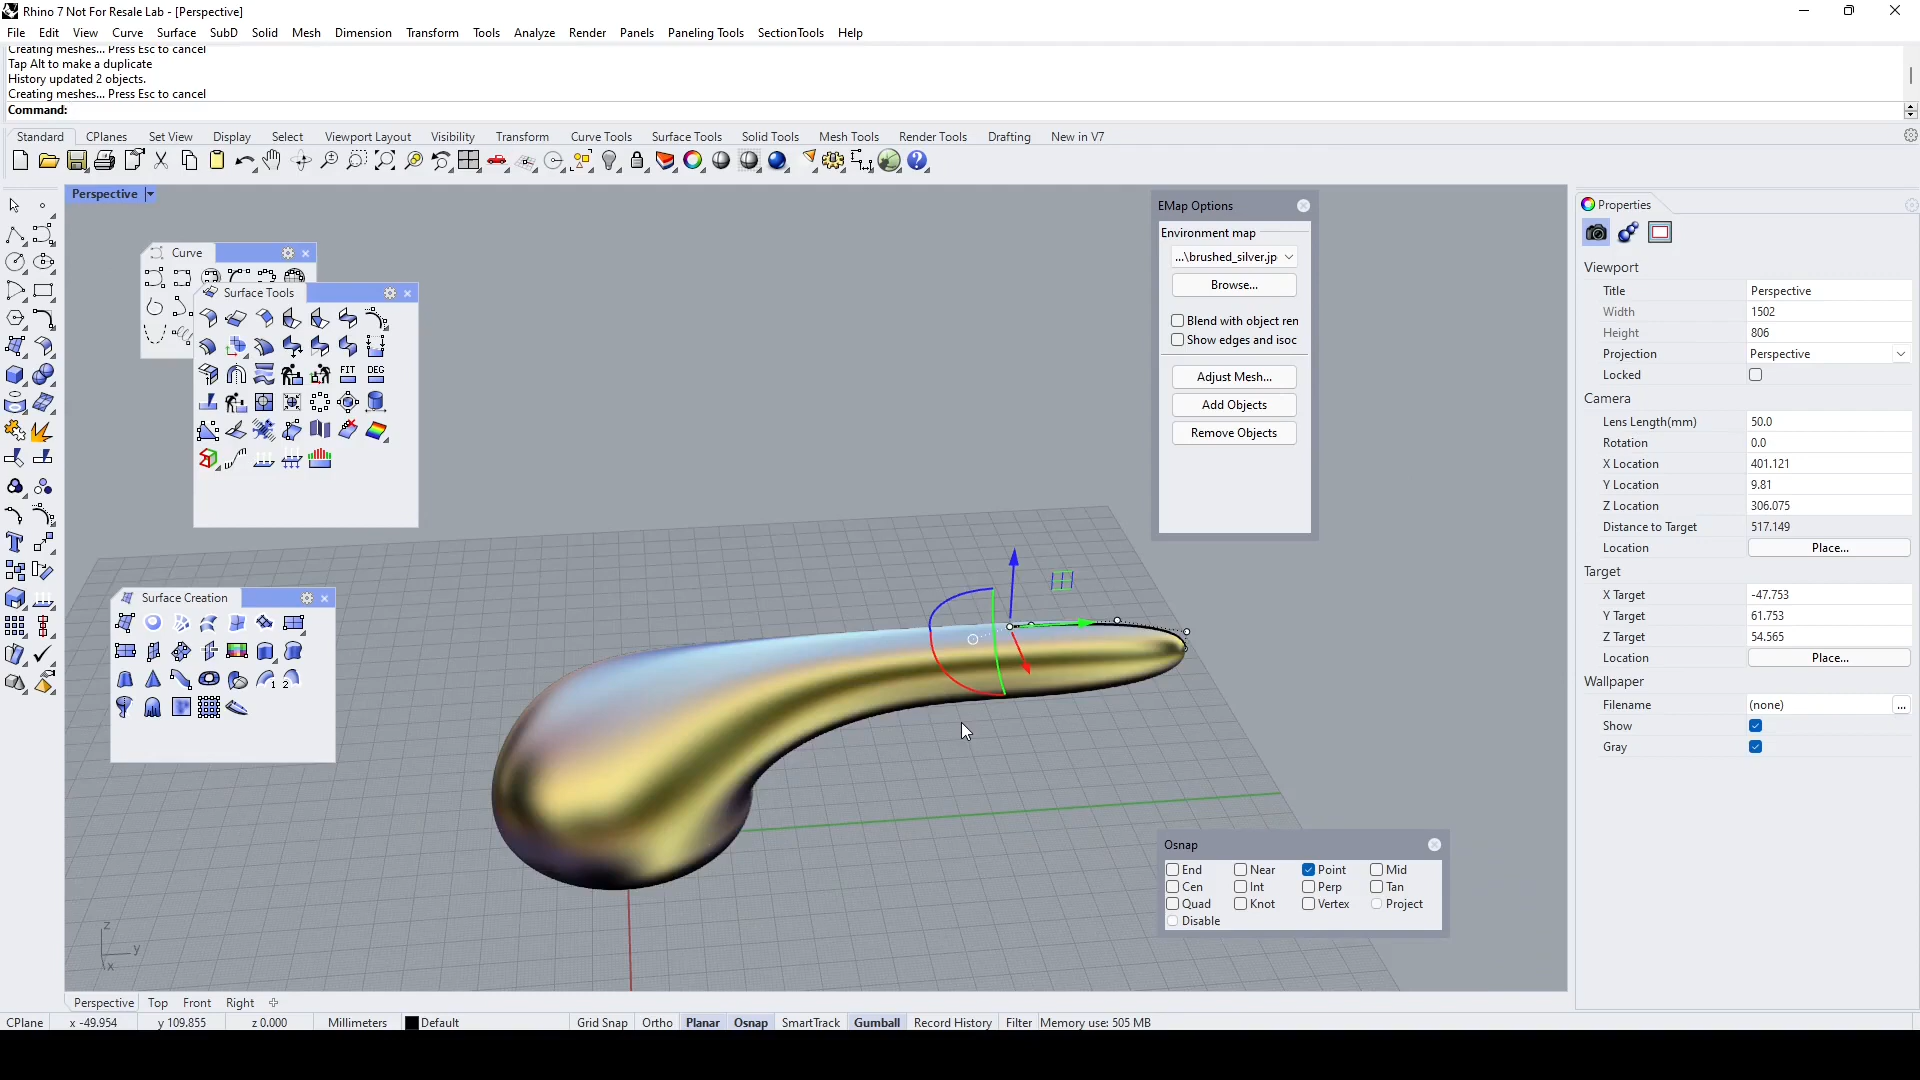 Rhino 7 Not For Resale Lab - [Perspective]
File Edit View Curve Surface SubD Solid Mesh Dimension Transform Tools Analyze Render Panels Paneling Tools SectionTools Help
Creating meshes... Press Esc to cancel
Tap Alt to make a duplicate
History updated 2 objects.
Creating meshes... Press Esc to cancel
Command:
Standard CPlanes Set View Display Select Viewport Layout Visibility Transform Curve Tools Surface Tools Solid Tools Mesh Tools Render Tools Drafting New in V7
Perspective
Curve
Surface Tools
FIT DEG
Surface Creation
1 2
EMap Options
Environment map
...\brushed_silver.jp
Browse...
Blend with object ren
Show edges and isoc
Adjust Mesh...
Add Objects
Remove Objects
Osnap
End Near Point Mid
Cen Int Perp Tan
Quad Knot Vertex Project
Disable
z
y
x
Properties
Viewport
Title Perspective
Width 1502
Height 806
Projection Perspective
Locked
Camera
Lens Length(mm) 50.0
Rotation 0.0
X Location 401.121
Y Location 9.81
Z Location 306.075
Distance to Target 517.149
Location Place...
Target
X Target -47.753
Y Target 61.753
Z Target 54.565
Location Place...
Wallpaper
Filename (none) ...
Show
Gray
Perspective Top Front Right
CPlane x -49.954 y 109.855 z 0.000 Millimeters Default Grid Snap Ortho Planar Osnap SmartTrack Gumball Record History Filter Memory use: 505 MB